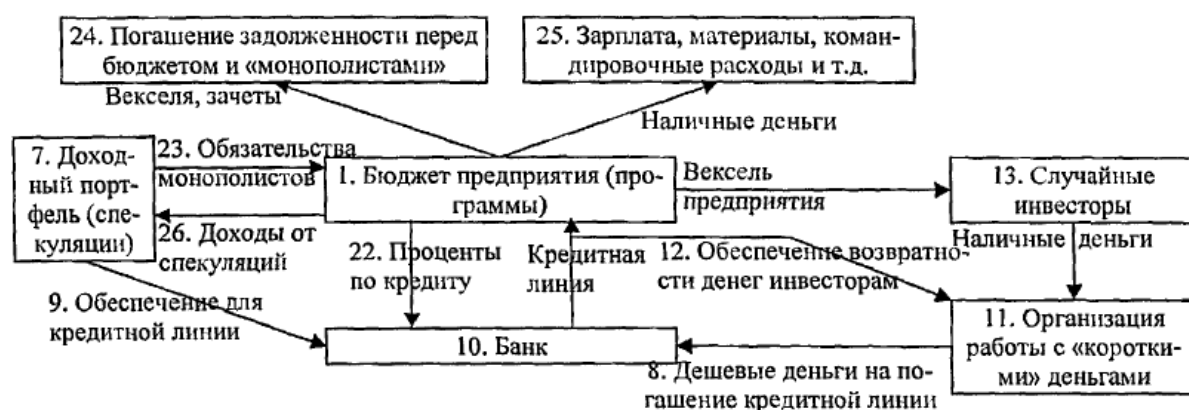 24. Погашение задолженности перед
бюджетом и «монополистами»
25. Зарплата, материалы, коман-
дировочные расходы и т.д.
Векселя, зачеты
Наличные деньги
7. Доход-
ный порт-
фель (спе-
куляции)
23. Обязательства
монополистов
1. Бюджет предприятия (про-
граммы)
Вексель
предприятия
13. Случайные
инвесторы
26. Доходы от
спекуляций
22. Проценты
по кредиту
Кредитная
линия
12. Обеспечение возвратно-
сти денег инвесторам
Наличные деньги
9. Обеспечение для
кредитной линии
10. Банк
11. Организация
работы с «коротки-
ми» деньгами
8. Дешевые деньги на по-
гашение кредитной линии